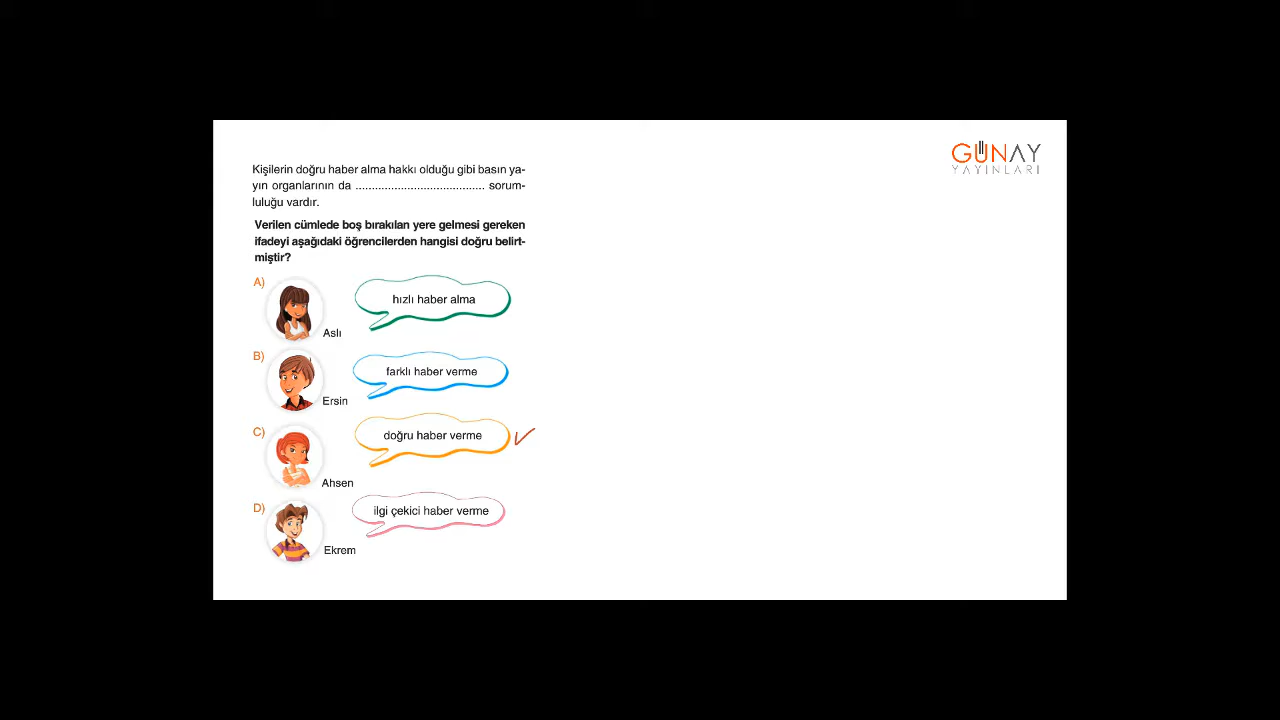 GÜNAY
YAYINLARI
Kişilerin doğru haber alma hakkı olduğu gibi basın ya-
yın organlarının da ........................................ sorum-
luluğu vardır.
Verilen cümlede boş bırakılan yere gelmesi gereken
ifadeyi aşağıdaki öğrencilerden hangisi doğru belirt-
miştir?
A)
hızlı haber alma
Aslı
B)
farklı haber verme
Ersin
C)
doğru haber verme
Ahsen
D)
ilgi çekici haber verme
Ekrem